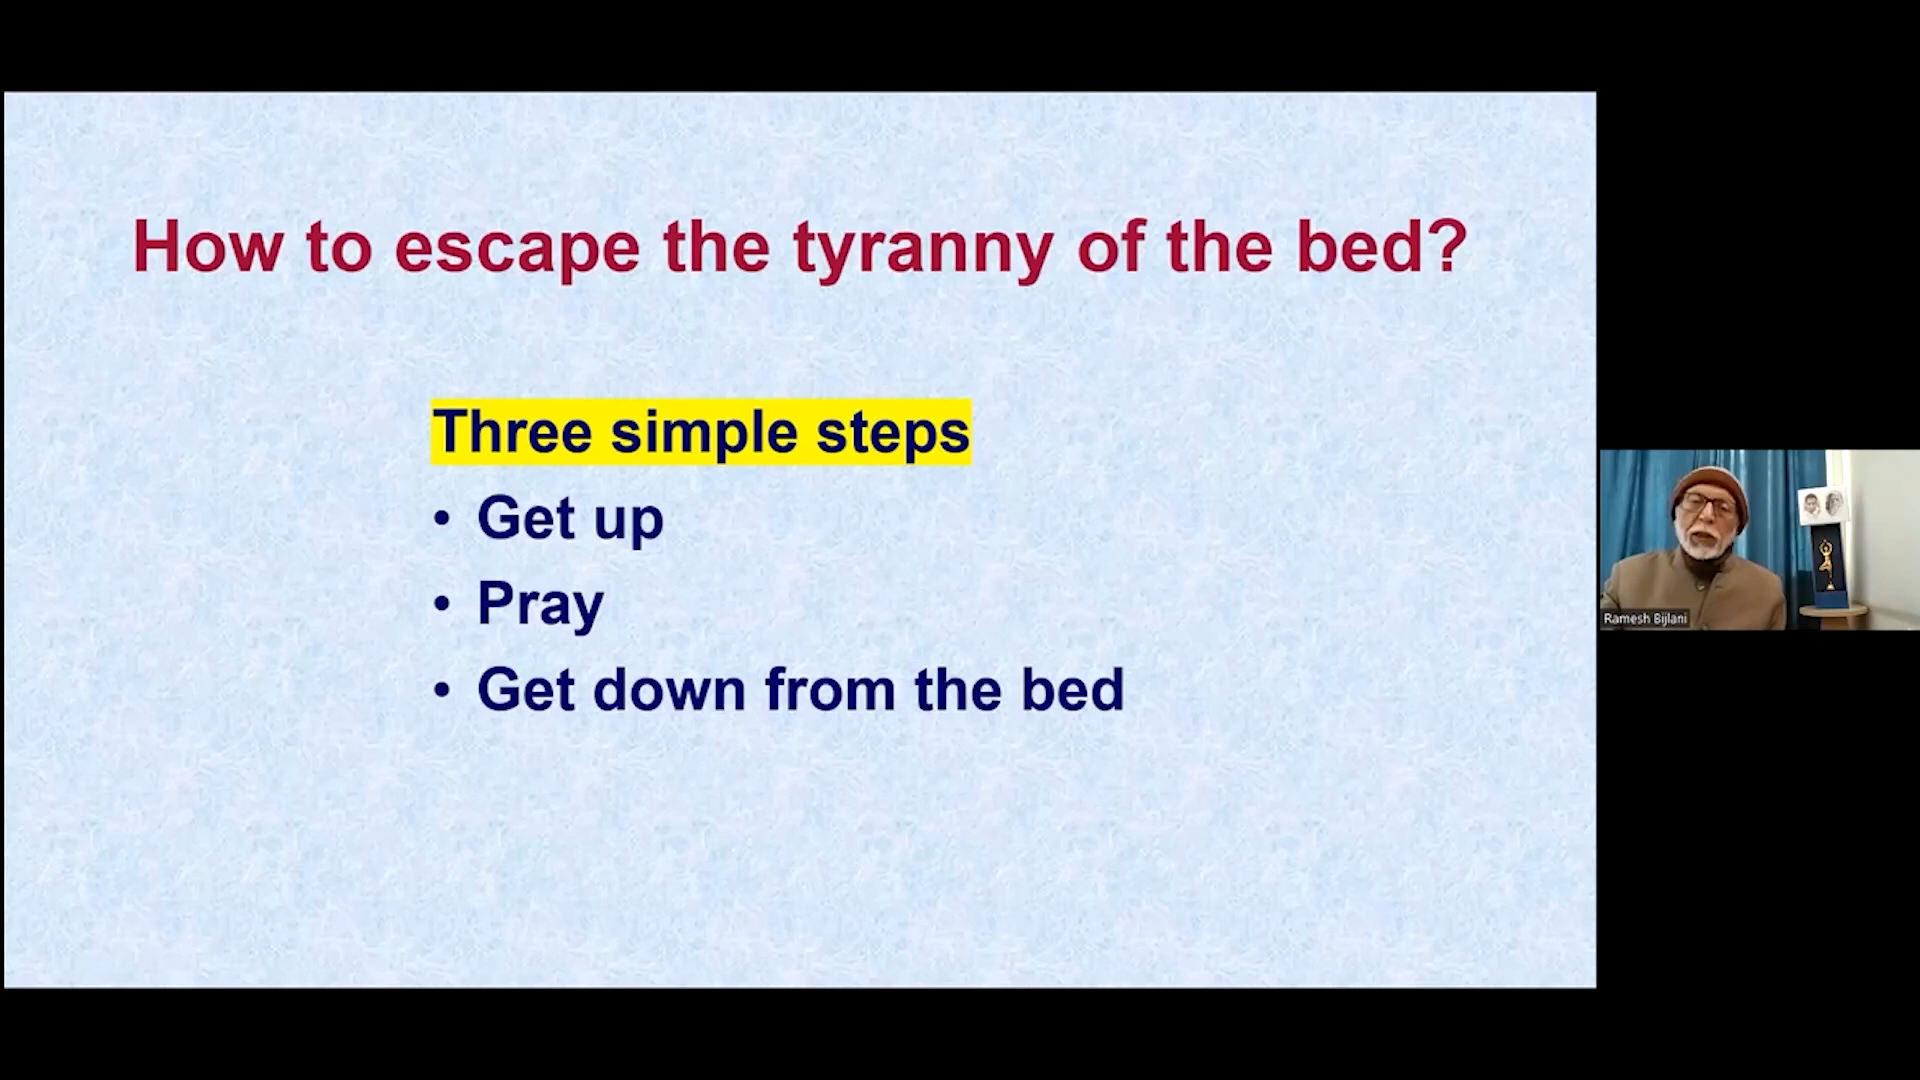 How to escape the tyranny of the bed?
Three simple steps
• Get up
• Pray
• Get down from the bed
Ramesh Bijlani